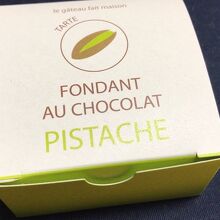 le gâteau fait maison
TARTE
FONDANT
AU CHOCOLAT
PISTACHE